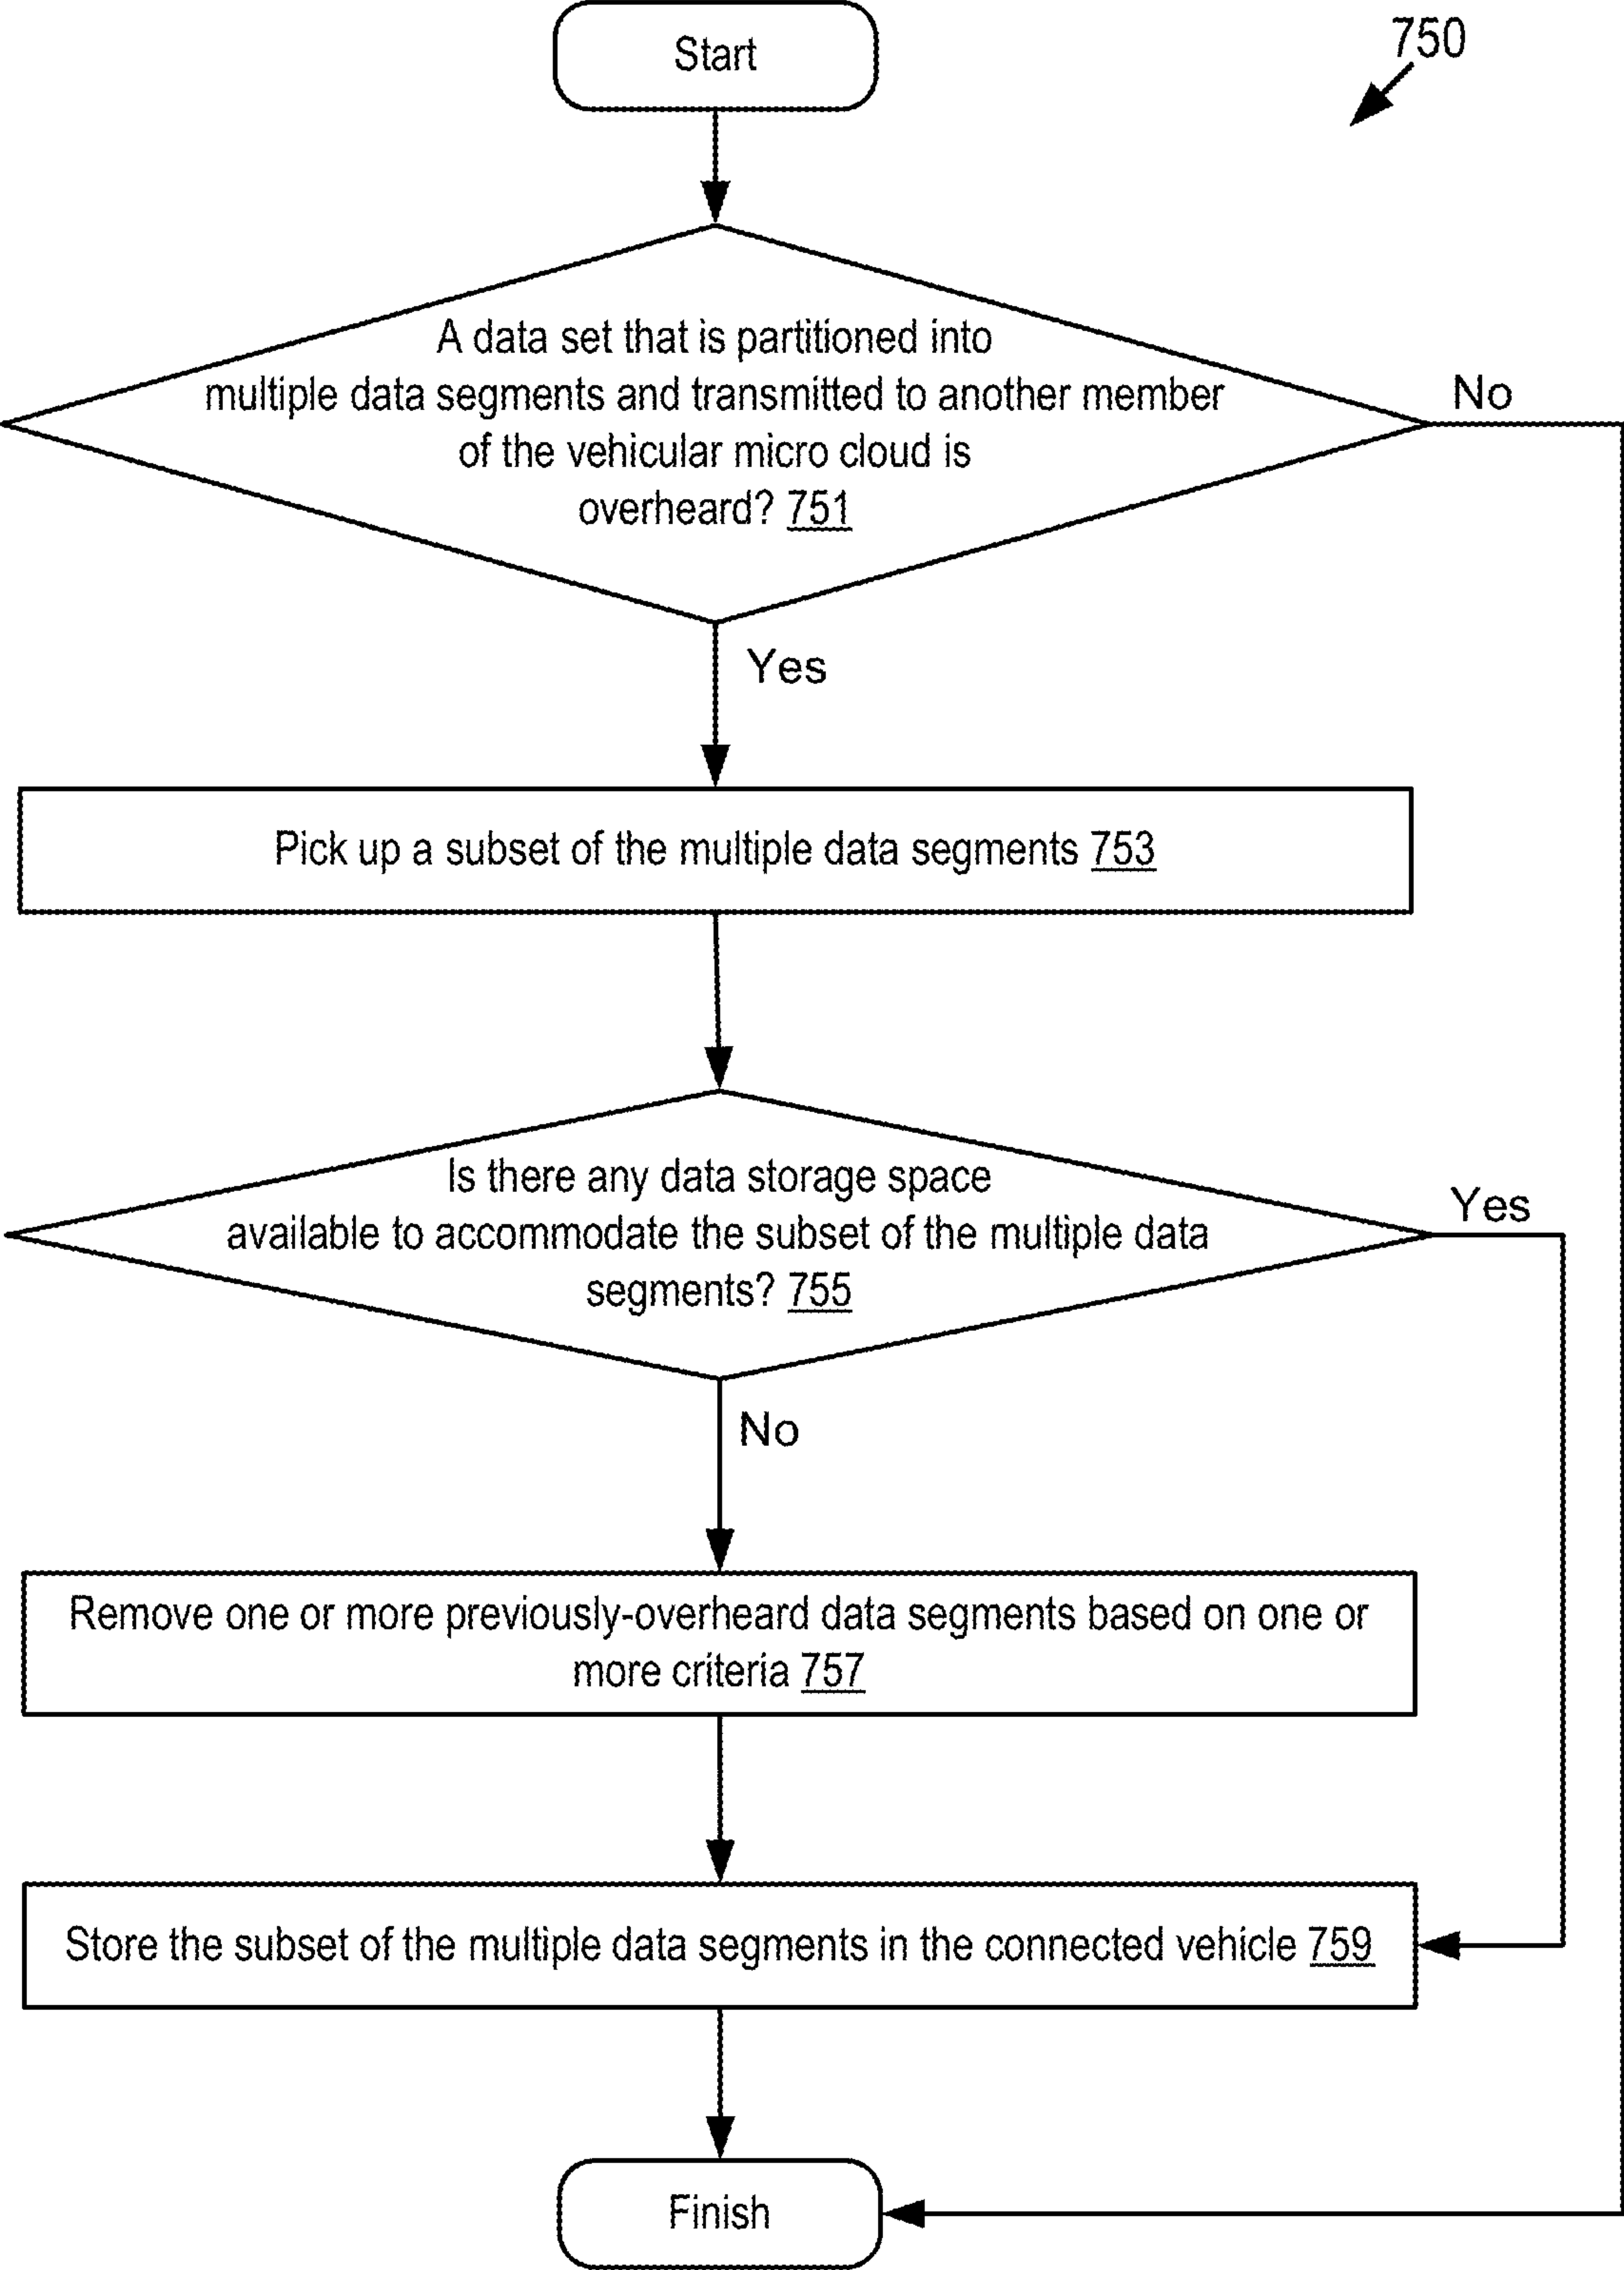 Start
750
A data set that is partitioned into
multiple data segments and transmitted to another member
of the vehicular micro cloud is
overheard? 751
No
Yes
Pick up a subset of the multiple data segments 753
Is there any data storage space
available to accommodate the subset of the multiple data
segments? 755
Yes
No
Remove one or more previously-overheard data segments based on one or
more criteria 757
Store the subset of the multiple data segments in the connected vehicle 759
Finish